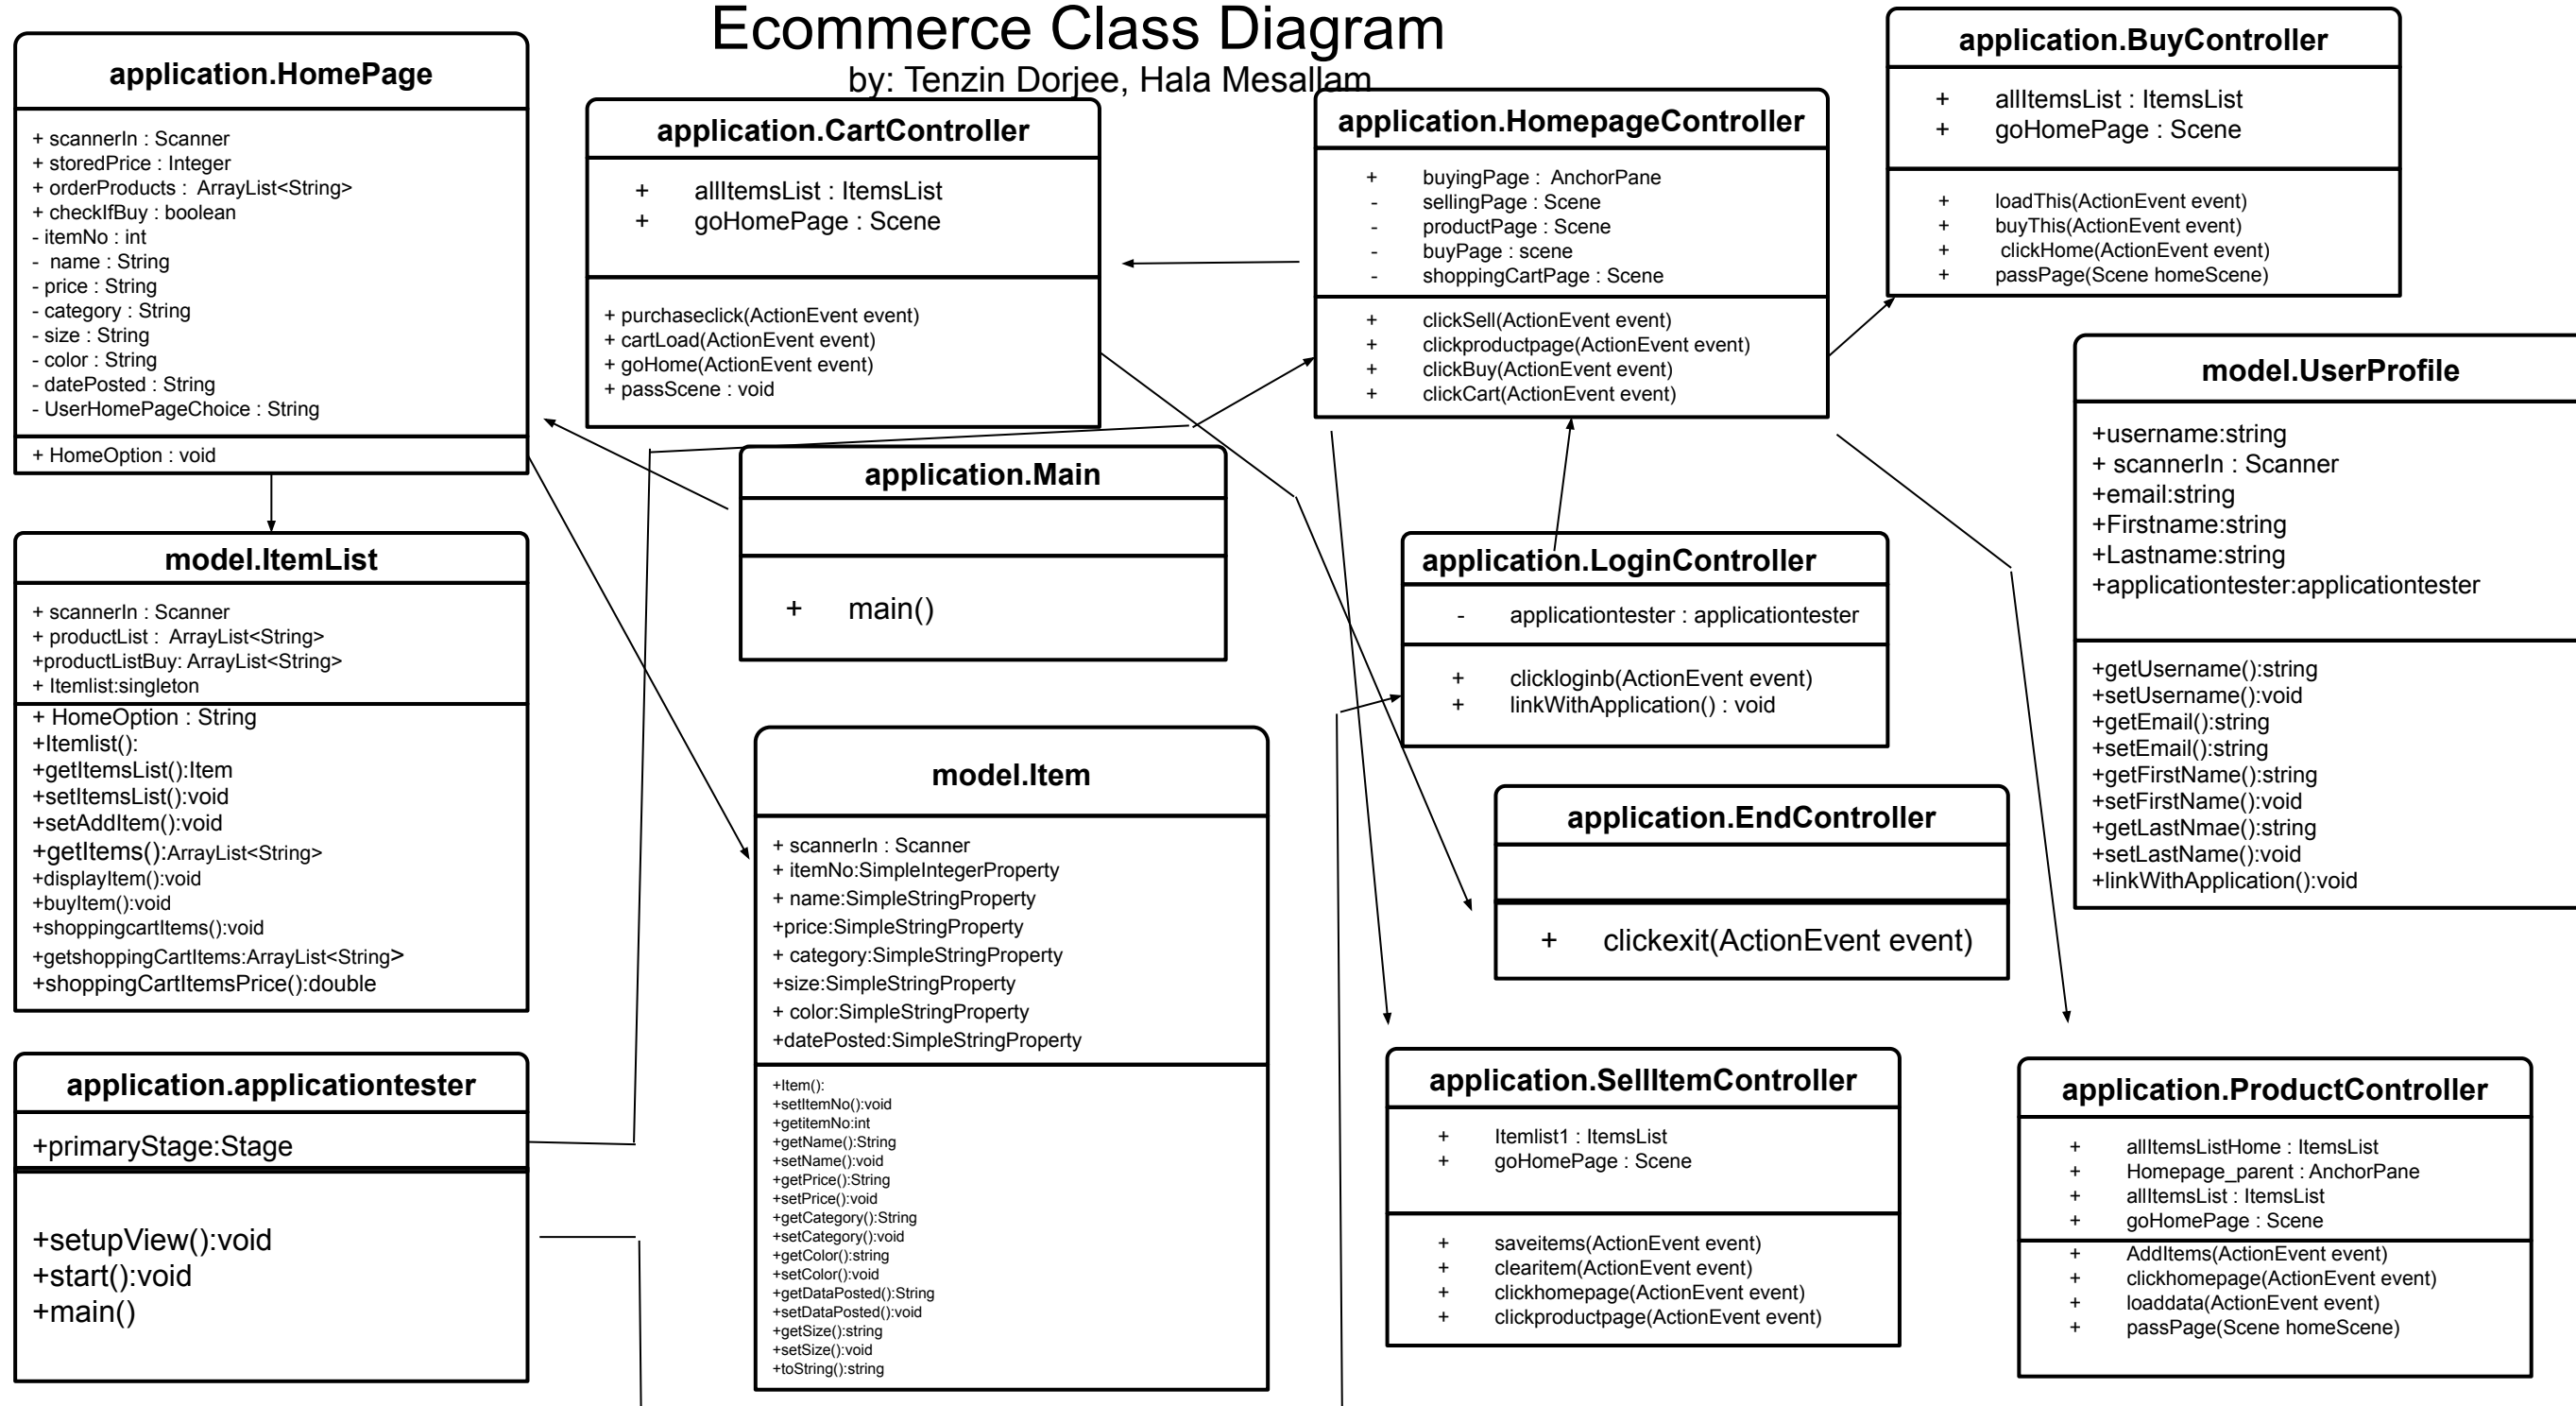 Ecommerce Class Diagram
by: Tenzin Dorjee, Hala Mesallam
application.HomePage
+ scannerIn : Scanner
+ storedPrice : Integer
+ orderProducts : ArrayList<String>
+ checkIfBuy : boolean
- itemNo : int
- name : String
- price : String
- category : String
- size : String
- color : String
- datePosted : String
- UserHomePageChoice : String
+ HomeOption : void
application.CartController
+ allItemsList : ItemsList
+ goHomePage : Scene
+ purchaseclick(ActionEvent event)
+ cartLoad(ActionEvent event)
+ goHome(ActionEvent event)
+ passScene : void
application.HomepageController
+ buyingPage : AnchorPane
- sellingPage : Scene
- productPage : Scene
- buyPage : scene
- shoppingCartPage : Scene
+ clickSell(ActionEvent event)
+ clickproductpage(ActionEvent event)
+ clickBuy(ActionEvent event)
+ clickCart(ActionEvent event)
application.BuyController
+ allItemsList : ItemsList
+ goHomePage : Scene
+ loadThis(ActionEvent event)
+ buyThis(ActionEvent event)
+ clickHome(ActionEvent event)
+ passPage(Scene homeScene)
model.UserProfile
+username:string
+ scannerIn : Scanner
+email:string
+Firstname:string
+Lastname:string
+applicationtester:applicationtester
+getUsername():string
+setUsername():void
+getEmail():string
+setEmail():string
+getFirstName():string
+setFirstName():void
+getLastNmae():string
+setLastName():void
+linkWithApplication():void
application.Main
+ main()
model.ItemList
+ scannerIn : Scanner
+ productList : ArrayList<String>
+productListBuy: ArrayList<String>
+ Itemlist:singleton
+ HomeOption : String
+Itemlist():
+getItemsList():Item
+setItemsList():void
+setAddItem():void
+getItems():ArrayList<String>
+displayItem():void
+buyItem():void
+shoppingcartItems():void
+getshoppingCartItems:ArrayList<String>
+shoppingCartItemsPrice():double
application.LoginController
- applicationtester : applicationtester
+ clickloginb(ActionEvent event)
+ linkWithApplication() : void
model.Item
+ scannerIn : Scanner
+ itemNo:SimpleIntegerProperty
+ name:SimpleStringProperty
+price:SimpleStringProperty
+ category:SimpleStringProperty
+size:SimpleStringProperty
+ color:SimpleStringProperty
+datePosted:SimpleStringProperty
+Item():
+setItemNo():void
+getitemNo:int
+getName():String
+setName():void
+getPrice():String
+setPrice():void
+getCategory():String
+setCategory():void
+getColor():string
+setColor():void
+getDataPosted():String
+setDataPosted():void
+getSize():string
+setSize():void
+toString():string
application.EndController
+ clickexit(ActionEvent event)
application.applicationtester
+primaryStage:Stage
+setupView():void
+start():void
+main()
application.SellItemController
+ Itemlist1 : ItemsList
+ goHomePage : Scene
+ saveitems(ActionEvent event)
+ clearitem(ActionEvent event)
+ clickhomepage(ActionEvent event)
+ clickproductpage(ActionEvent event)
application.ProductController
+ allItemsListHome : ItemsList
+ Homepage_parent : AnchorPane
+ allItemsList : ItemsList
+ goHomePage : Scene
+ AddItems(ActionEvent event)
+ clickhomepage(ActionEvent event)
+ loaddata(ActionEvent event)
+ passPage(Scene homeScene)